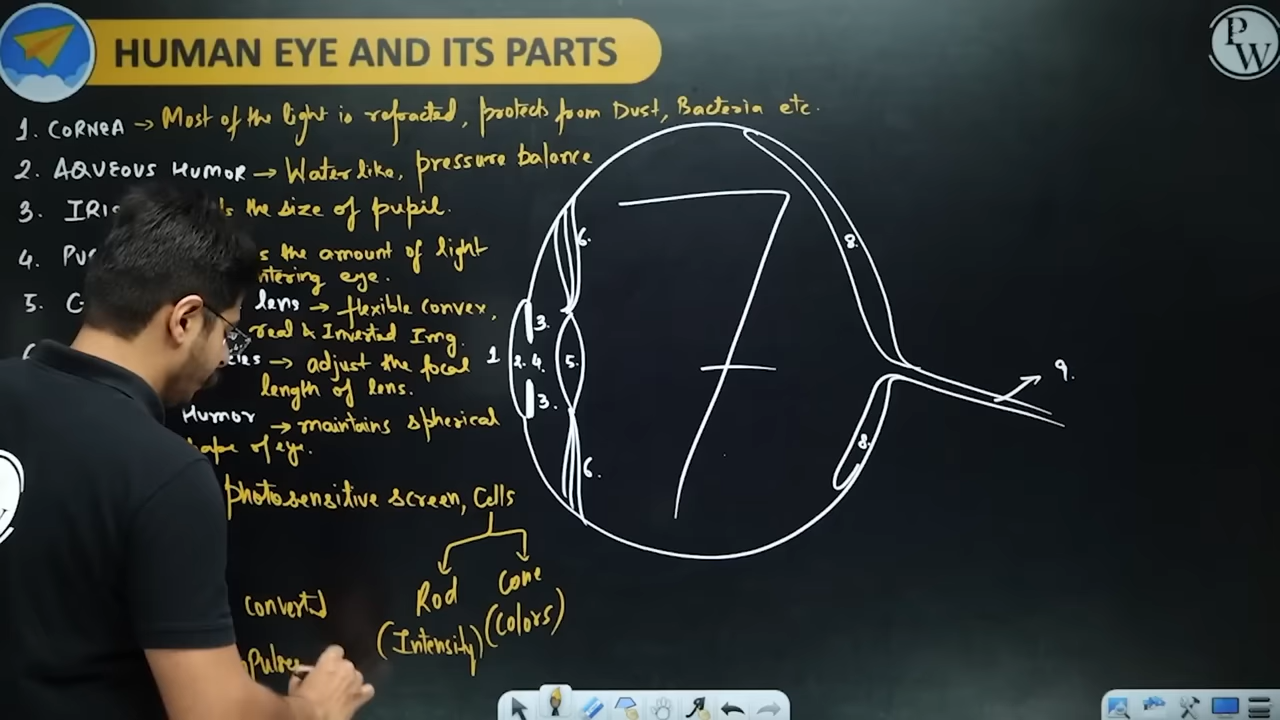 HUMAN EYE AND ITS PARTS
P
W
1. CORNEA → Most of the light is refracted, protects from Dust, Bacteria etc.
2. AQUEOUS HUMOR → Water like, pressure balance
3. IRIS the size of pupil.
4. the amount of light
entering eye.
5. lens → flexible convex,
real & Inverted Img.
→ adjust the focal
length of lens.
Humor → maintains spherical
of eye.
photosensitive screen, Cells
Rod Cone
(Intensity) (Colors)
converted
6.
8.
3.
1 2. 4. 5.
3.
9.
8.
6.
7